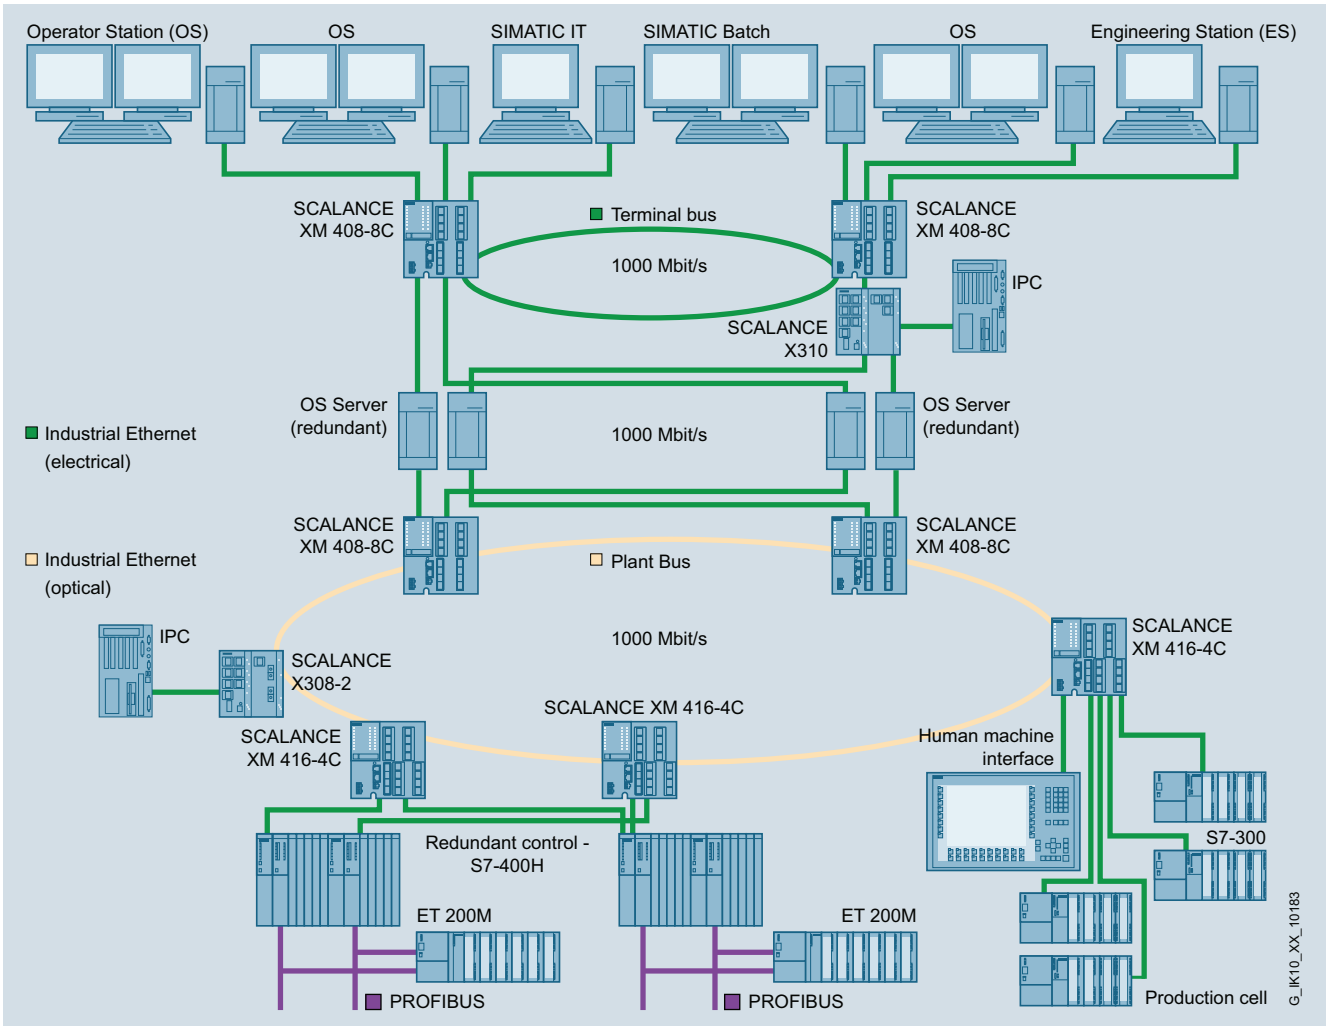 Operator Station (OS)
OS
SIMATIC IT
SIMATIC Batch
OS
Engineering Station (ES)
SCALANCE
XM 408-8C
Terminal bus
SCALANCE
XM 408-8C
1000 Mbit/s
IPC
SCALANCE
X310
OS Server
(redundant)
OS Server
(redundant)
Industrial Ethernet
(electrical)
1000 Mbit/s
SCALANCE
XM 408-8C
SCALANCE
XM 408-8C
Industrial Ethernet
(optical)
Plant Bus
IPC
1000 Mbit/s
SCALANCE
XM 416-4C
SCALANCE
X308-2
SCALANCE XM 416-4C
SCALANCE
XM 416-4C
Human machine
interface
Redundant control -
S7-400H
S7-300
ET 200M
ET 200M
PROFIBUS
PROFIBUS
Production cell
G_IK10_XX_10183